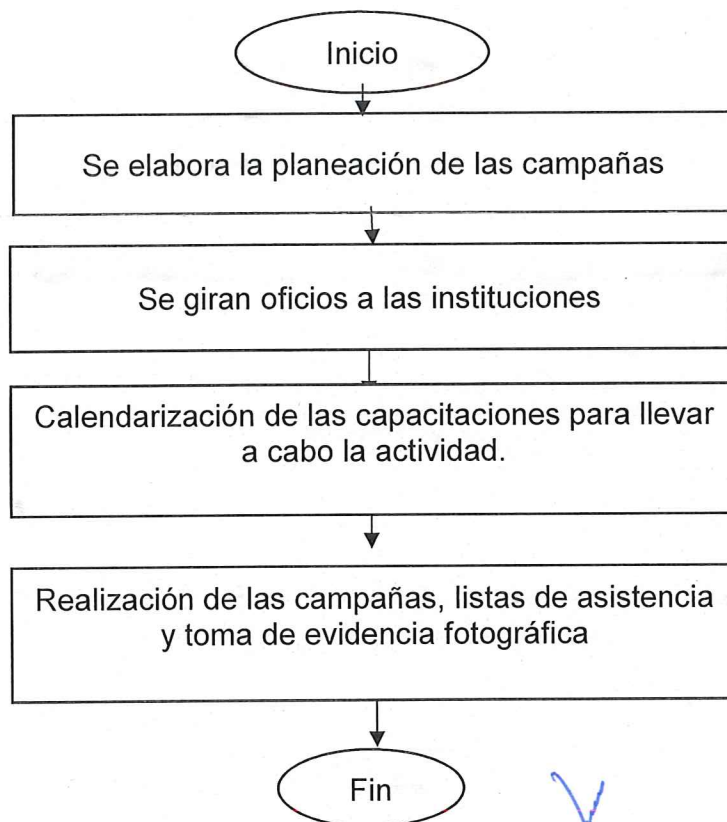 Inicio
Se elabora la planeación de las campañas
Se giran oficios a las instituciones
Calendarización de las capacitaciones para llevar
a cabo la actividad.
Realización de las campañas, listas de asistencia
y toma de evidencia fotográfica
Fin